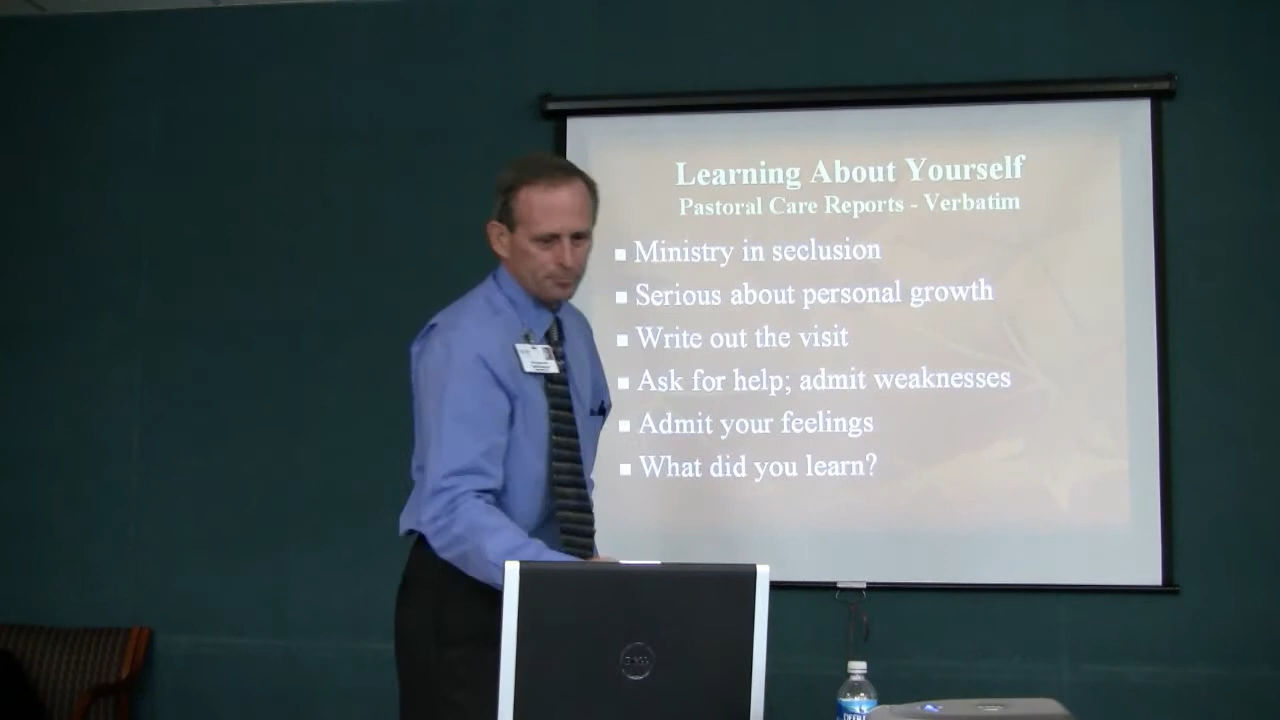 Learning About Yourself
Pastoral Care Reports - Verbatim
Ministry in seclusion
Serious about personal growth
Write out the visit
Ask for help; admit weaknesses
Admit your feelings
What did you learn?
DELL